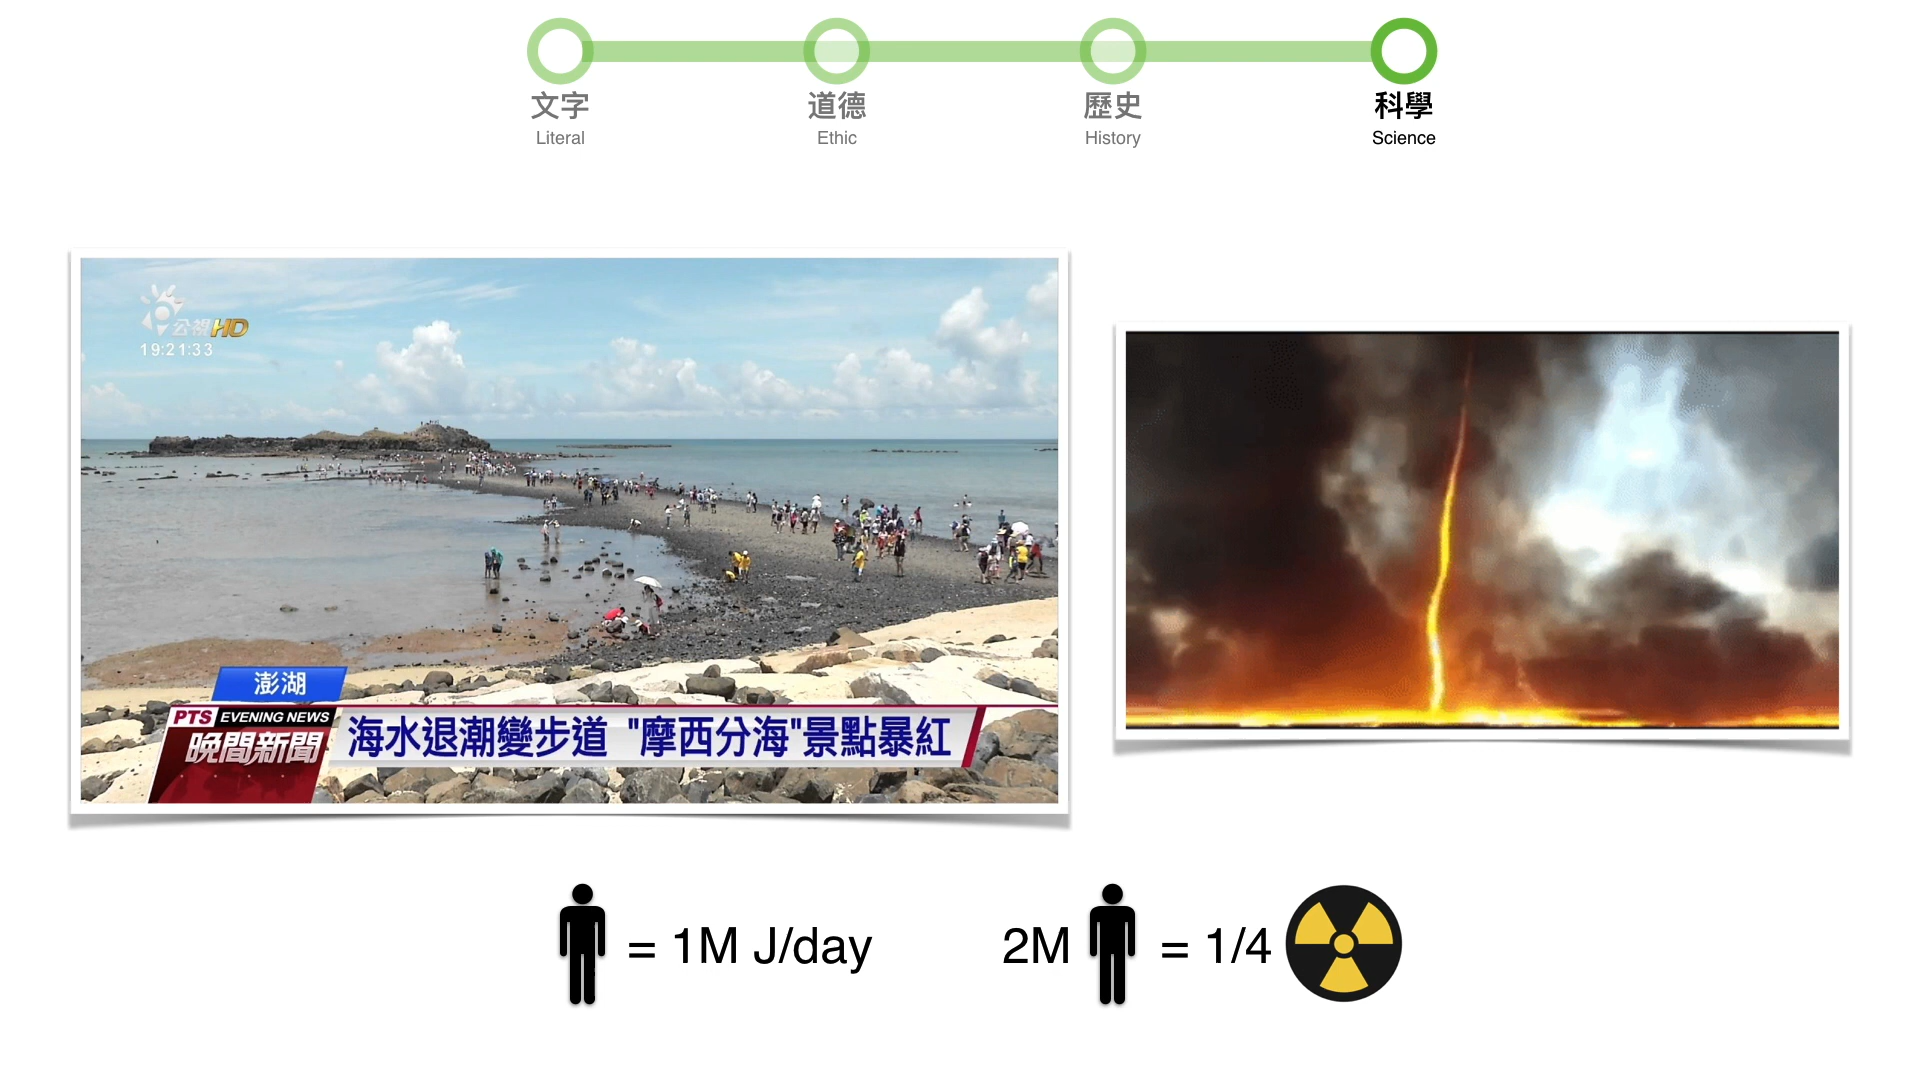 文字
Literal
道德
Ethic
歷史
History
科學
Science
公視HD
19:21:33
澎湖
PTS EVENING NEWS
晚間新聞
海水退潮變步道 "摩西分海"景點暴紅
= 1M J/day
2M = 1/4